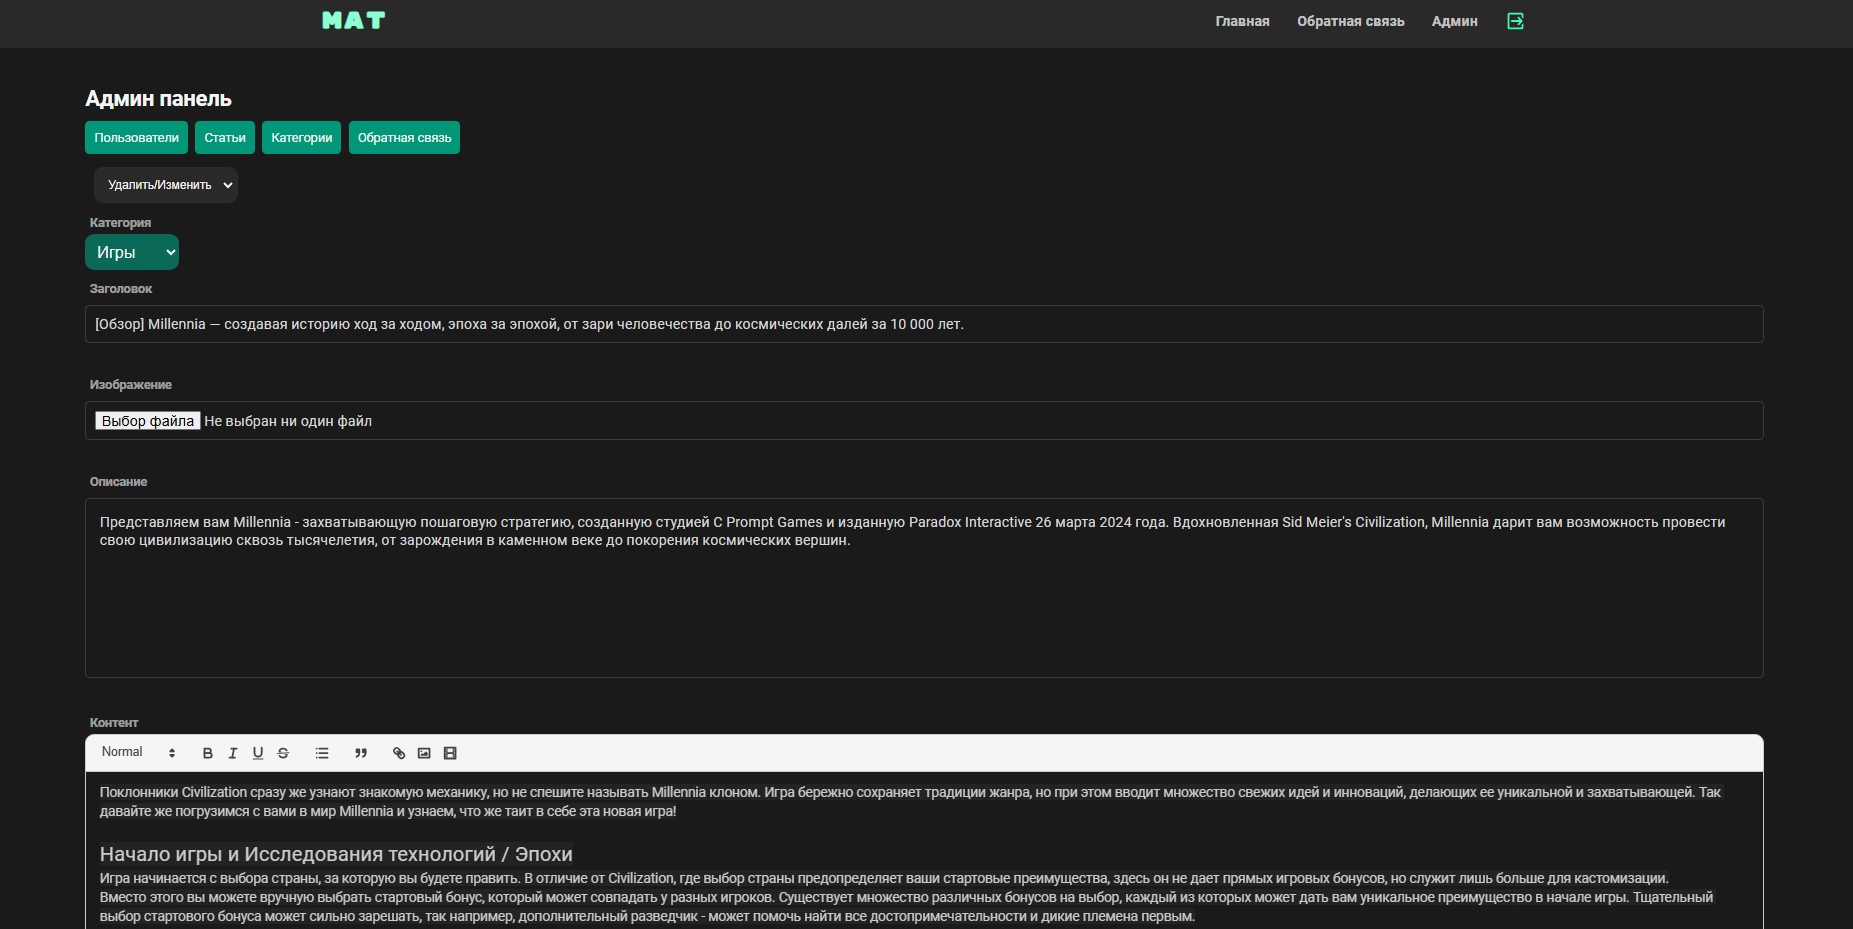 MAT
Главная Обратная связь Админ
Админ панель
Пользователи Статьи Категории Обратная связь
Удалить/Изменить
Категория
Игры
Заголовок
[Обзор] Millennia — создавая историю ход за ходом, эпоха за эпохой, от зари человечества до космических далей за 10 000 лет.
Изображение
Выбор файла Не выбран ни один файл
Описание
Представляем вам Millennia - захватывающую пошаговую стратегию, созданную студией C Prompt Games и изданную Paradox Interactive 26 марта 2024 года. Вдохновленная Sid Meier's Civilization, Millennia дарит вам возможность провести
свою цивилизацию сквозь тысячелетия, от зарождения в каменном веке до покорения космических вершин.
Контент
Normal B I U S
Поклонники Civilization сразу же узнают знакомую механику, но не спешите называть Millennia клоном. Игра бережно сохраняет традиции жанра, но при этом вводит множество свежих идей и инноваций, делающих ее уникальной и захватывающей. Так
давайте же погрузимся с вами в мир Millennia и узнаем, что же таит в себе эта новая игра!
Начало игры и Исследования технологий / Эпохи
Игра начинается с выбора страны, за которую вы будете править. В отличие от Civilization, где выбор страны предопределяет ваши стартовые преимущества, здесь он не дает прямых игровых бонусов, но служит лишь больше для кастомизации.
Вместо этого вы можете вручную выбрать стартовый бонус, который может совпадать у разных игроков. Существует множество различных бонусов на выбор, каждый из которых может дать вам уникальное преимущество в начале игры. Тщательный
выбор стартового бонуса может сильно зарешать, так например, дополнительный разведчик - может помочь найти все достопримечательности и дикие племена первым.